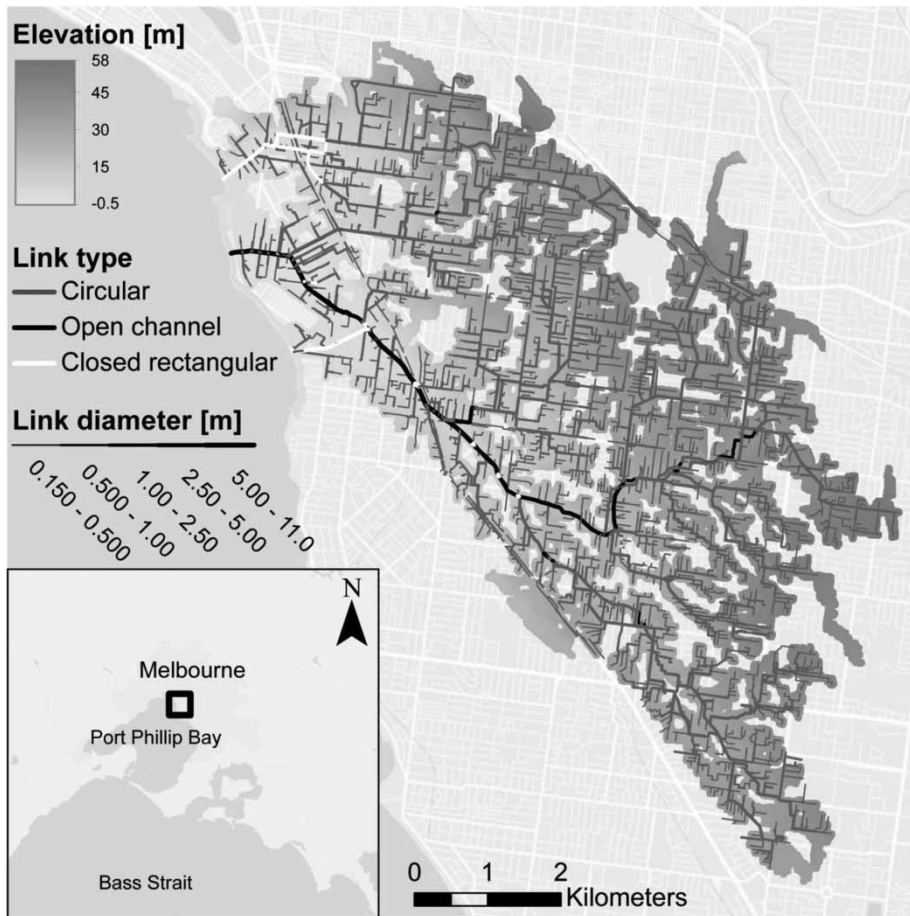 Elevation [m]
58
45
30
15
-0.5
Link type
Circular
Open channel
Closed rectangular
Link diameter [m]
0.150 - 0.500
0.500 - 1.00
1.00 - 2.50
2.50 - 5.00
5.00 - 11.0
N
Melbourne
Port Phillip Bay
Bass Strait
0 1 2
Kilometers